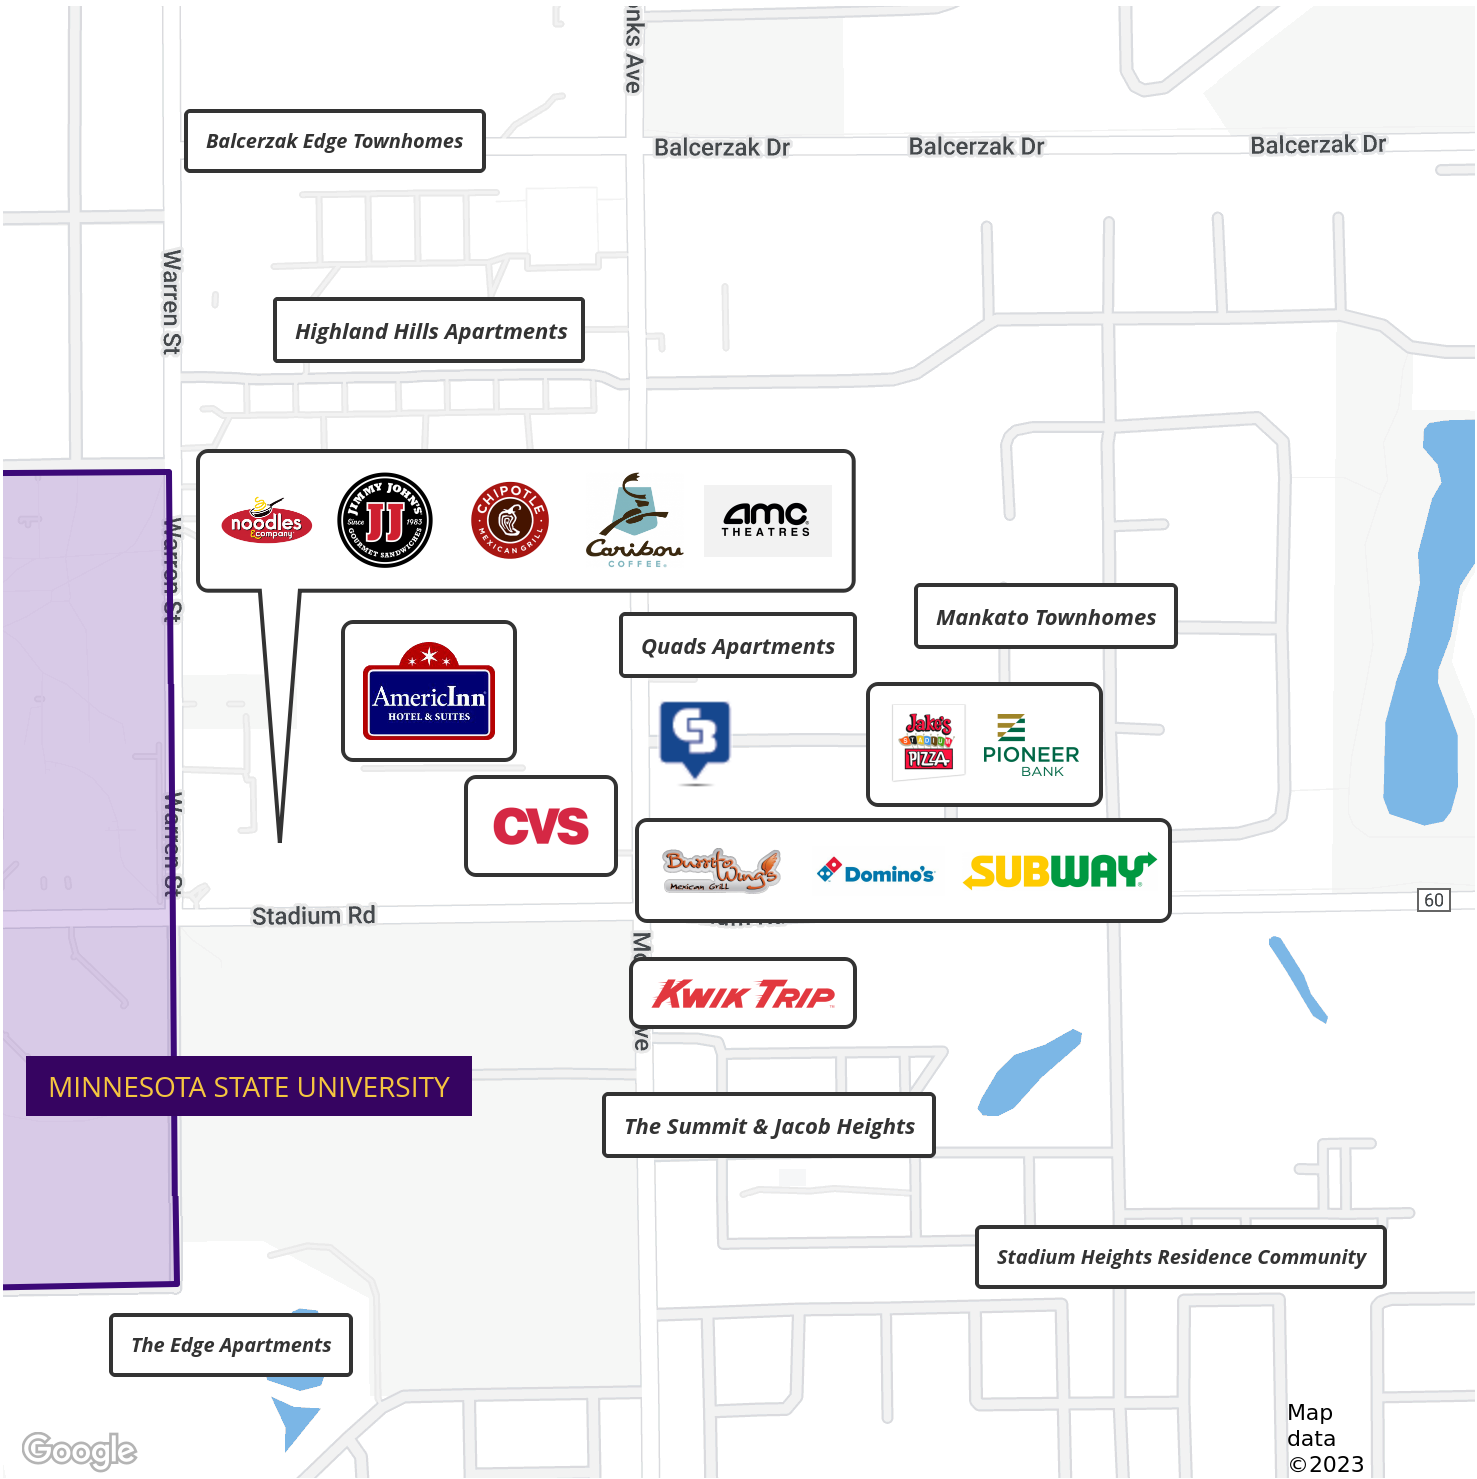 onks Ave
Balcerzak Edge Townhomes
Balcerzak Dr
Balcerzak Dr
Balcerzak Dr
Warren St
Highland Hills Apartments
noodles
&company
JIMMY JOHN'S
Since 1983
JJ
GOURMET SANDWICHES
CHIPOTLE
MEXICAN GRILL
Caribou
COFFEE
amc
THEATRES
Warren St
Quads Apartments
Mankato Townhomes
AmericInn
HOTEL & SUITES
CB
Jake's
STADIUM
PIZZA
PIONEER
BANK
Warren St
CVS
Burrito
Wings
Mexican Grill
Domino's
SUBWAY
60
Stadium Rd
KWIK TRIP
MINNESOTA STATE UNIVERSITY
The Summit & Jacob Heights
Stadium Heights Residence Community
The Edge Apartments
Google
Map
data
©2023